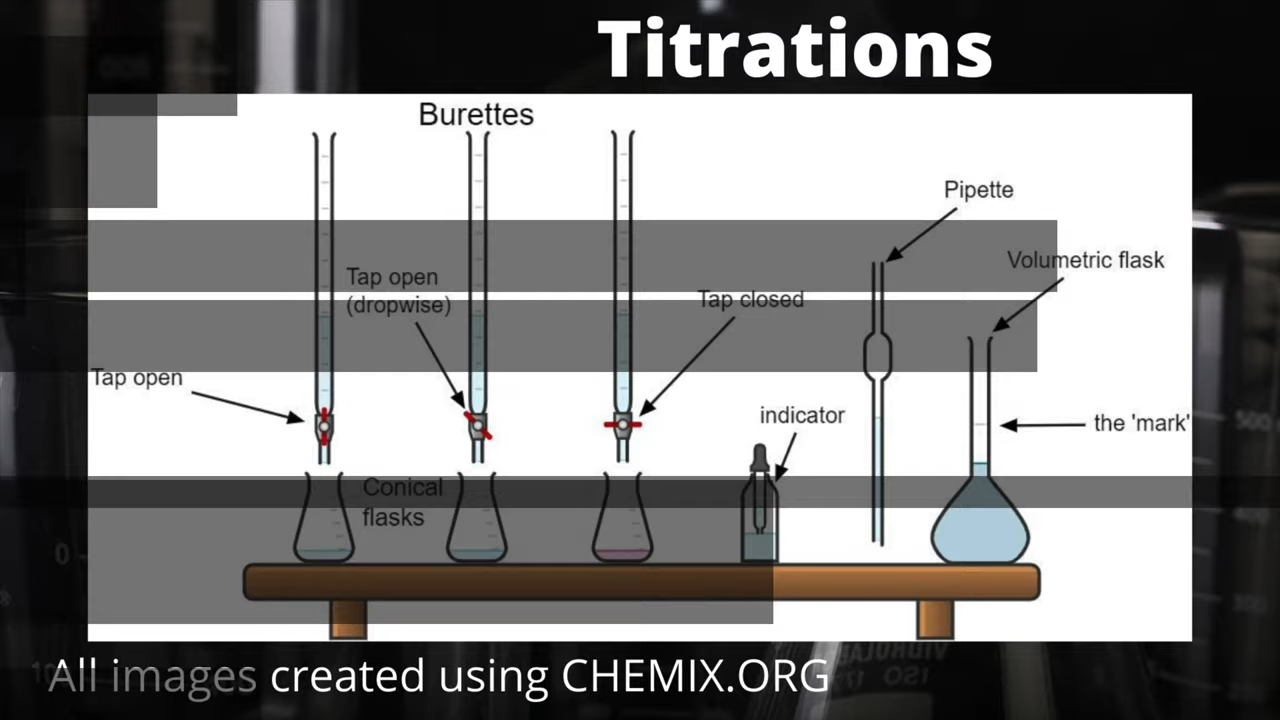 Titrations
Burettes
Pipette
Volumetric flask
Tap open
(dropwise)
Tap closed
Tap open
indicator
the 'mark'
Conical
flasks
All images created using CHEMIX.ORG